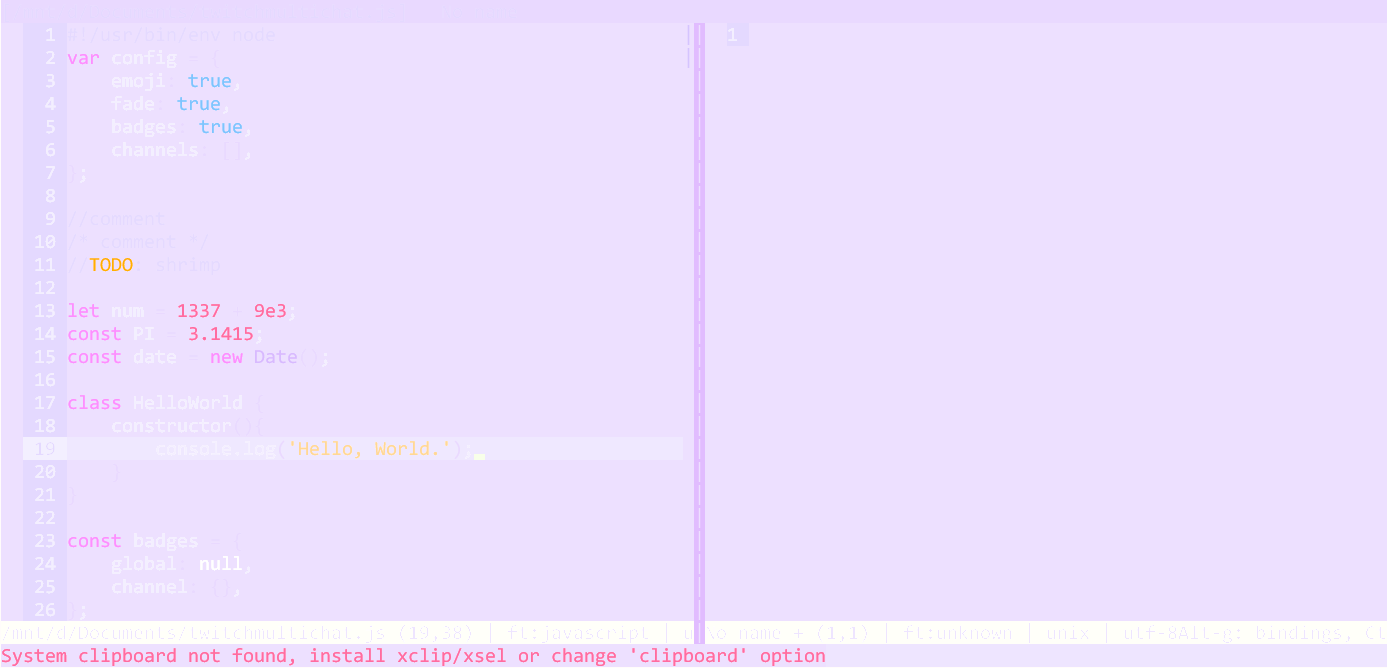 1 #!/usr/bin/env node
2 var config = {
3     emoji: true,
4     fade: true,
5     badges: true,
6     channels: [],
7 };
8
9 //comment
10 /* comment */
11 //TODO: shrimp
12
13 let num = 1337 - 9e3;
14 const PI = 3.1415;
15 const date = new Date();
16
17 class HelloWorld {
18     constructor(){
19         console.log('Hello, World.');
20     }
21 }
22
23 const badges = {
24     global: null,
25     channel: {},
26 };
1
/mnt/d/Documents/twitchmultichat.js (19,38) | ft:javascript | u
No name + (1,1) | ft:unknown | unix | utf-8Alt-g: bindings, Ct
System clipboard not found, install xclip/xsel or change 'clipboard' option